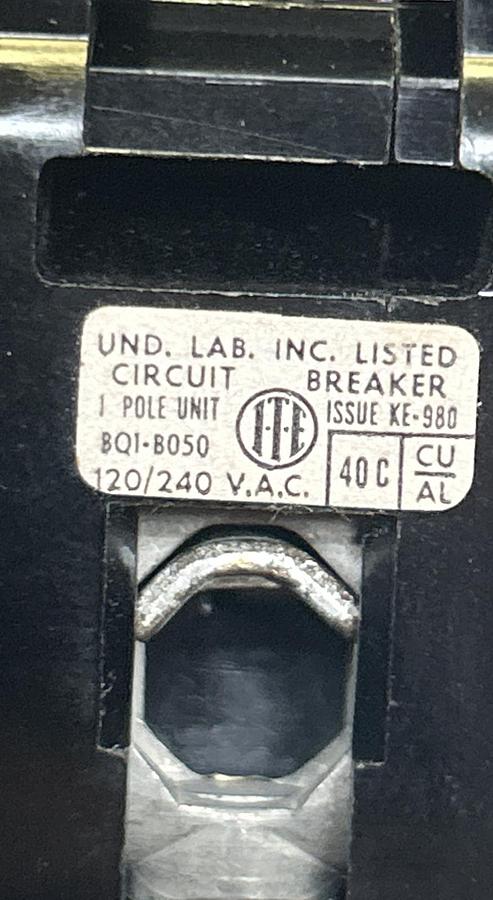 UND. LAB. INC. LISTED
CIRCUIT BREAKER
1 POLE UNIT I-T-E ISSUE KE-980
BQ1-B050 40C CU
120/240 V.A.C. AL